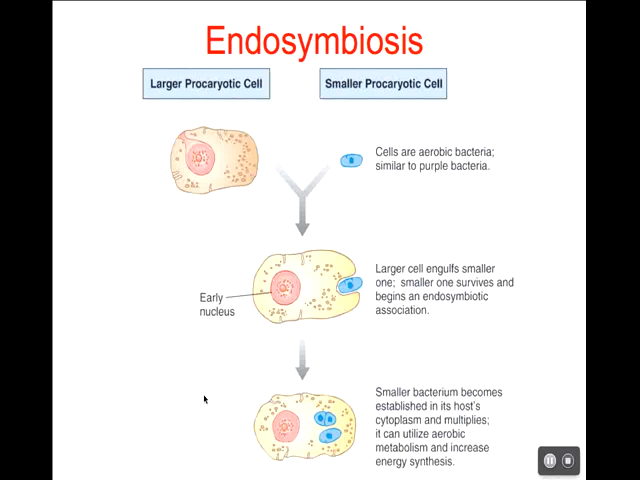 Endosymbiosis
Larger Procaryotic Cell
Smaller Procaryotic Cell
Cells are aerobic bacteria;
similar to purple bacteria.
Larger cell engulfs smaller
one; smaller one survives and
begins an endosymbiotic
association.
Early
nucleus
Smaller bacterium becomes
established in its host's
cytoplasm and multiplies;
it can utilize aerobic
metabolism and increase
energy synthesis.